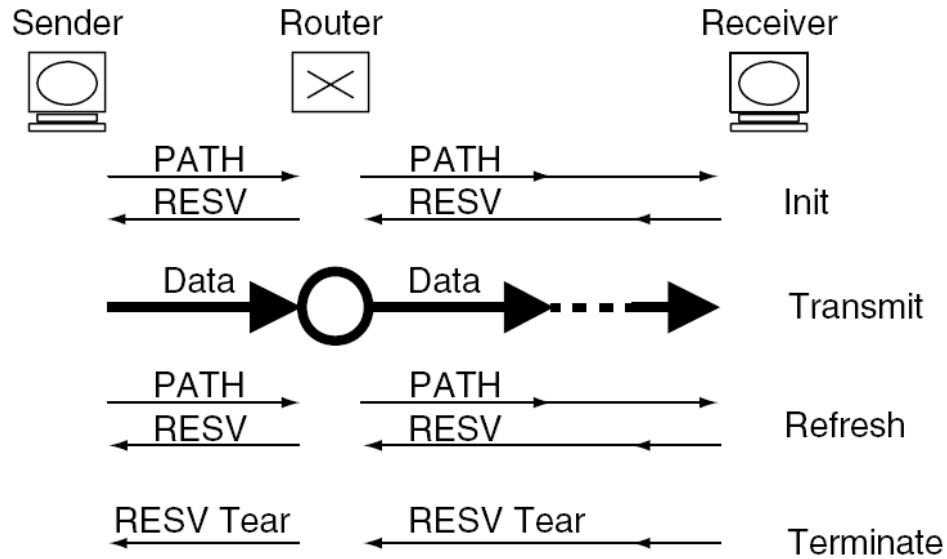 Sender Router Receiver
PATH PATH
RESV RESV Init
Data Data
Transmit
PATH PATH
RESV RESV Refresh
RESV Tear RESV Tear
Terminate